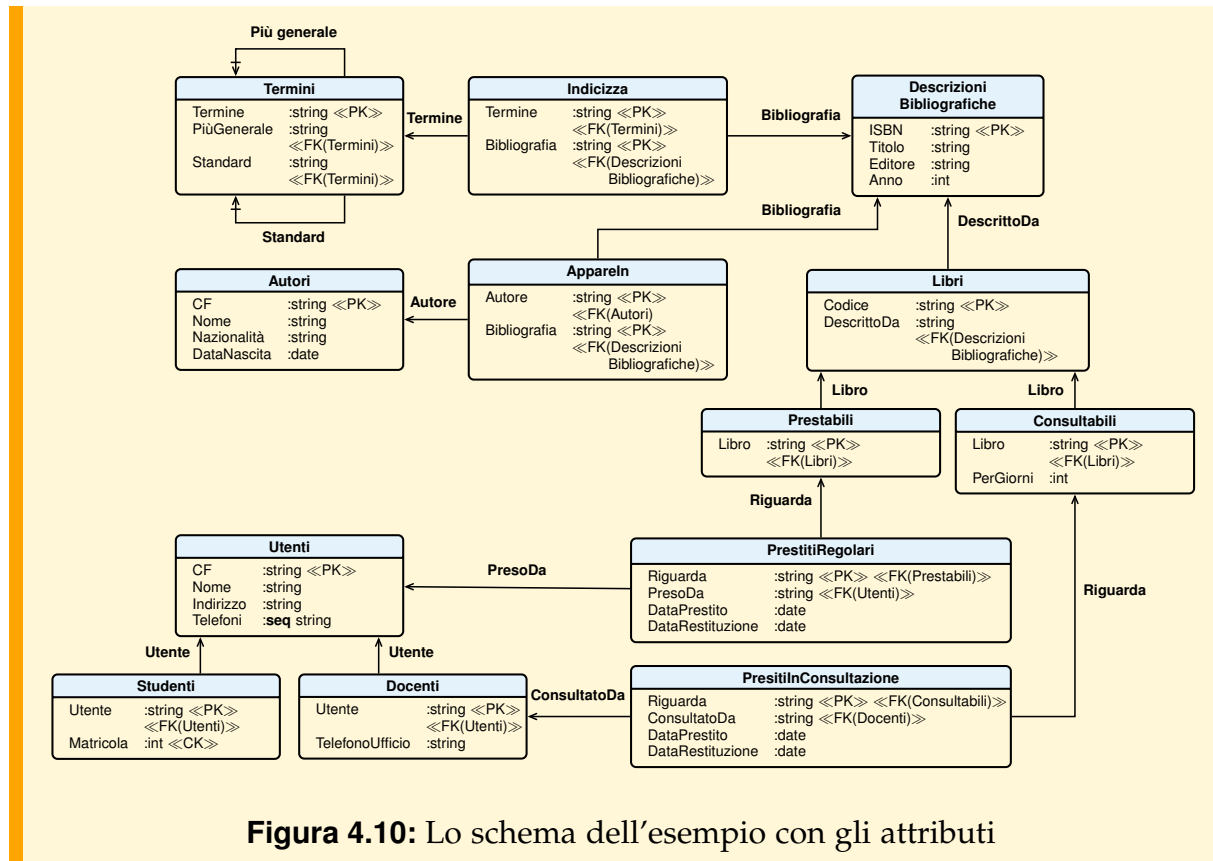 Più generale
Termini
Termine :string ≪PK≫
PiùGenerale :string
≪FK(Termini)≫
Standard :string
≪FK(Termini)≫
Standard
Termine
Indicizza
Termine :string ≪PK≫
≪FK(Termini)≫
Bibliografia :string ≪PK≫
≪FK(Descrizioni
Bibliografiche)≫
Bibliografia
Descrizioni
Bibliografiche
ISBN :string ≪PK≫
Titolo :string
Editore :string
Anno :int
Bibliografia
DescrittoDa
Autori
CF :string ≪PK≫
Nome :string
Nazionalità :string
DataNascita :date
Autore
AppareIn
Autore :string ≪PK≫
≪FK(Autori)
Bibliografia :string ≪PK≫
≪FK(Descrizioni
Bibliografiche)≫
Libri
Codice :string ≪PK≫
DescrittoDa :string
≪FK(Descrizioni
Bibliografiche)≫
Libro
Libro
Prestabili
Libro :string ≪PK≫
≪FK(Libri)≫
Consultabili
Libro :string ≪PK≫
≪FK(Libri)≫
PerGiorni :int
Riguarda
Utenti
CF :string ≪PK≫
Nome :string
Indirizzo :string
Telefoni :seq string
PresoDa
PrestitiRegolari
Riguarda :string ≪PK≫ ≪FK(Prestabili)≫
PresoDa :string ≪FK(Utenti)≫
DataPrestito :date
DataRestituzione :date
Riguarda
Utente
Utente
Studenti
Utente :string ≪PK≫
≪FK(Utenti)≫
Matricola :int ≪CK≫
Docenti
Utente :string ≪PK≫
≪FK(Utenti)≫
TelefonoUfficio :string
ConsultatoDa
PresitiInConsultazione
Riguarda :string ≪PK≫ ≪FK(Consultabili)≫
ConsultatoDa :string ≪FK(Docenti)≫
DataPrestito :date
DataRestituzione :date
Figura 4.10: Lo schema dell'esempio con gli attributi